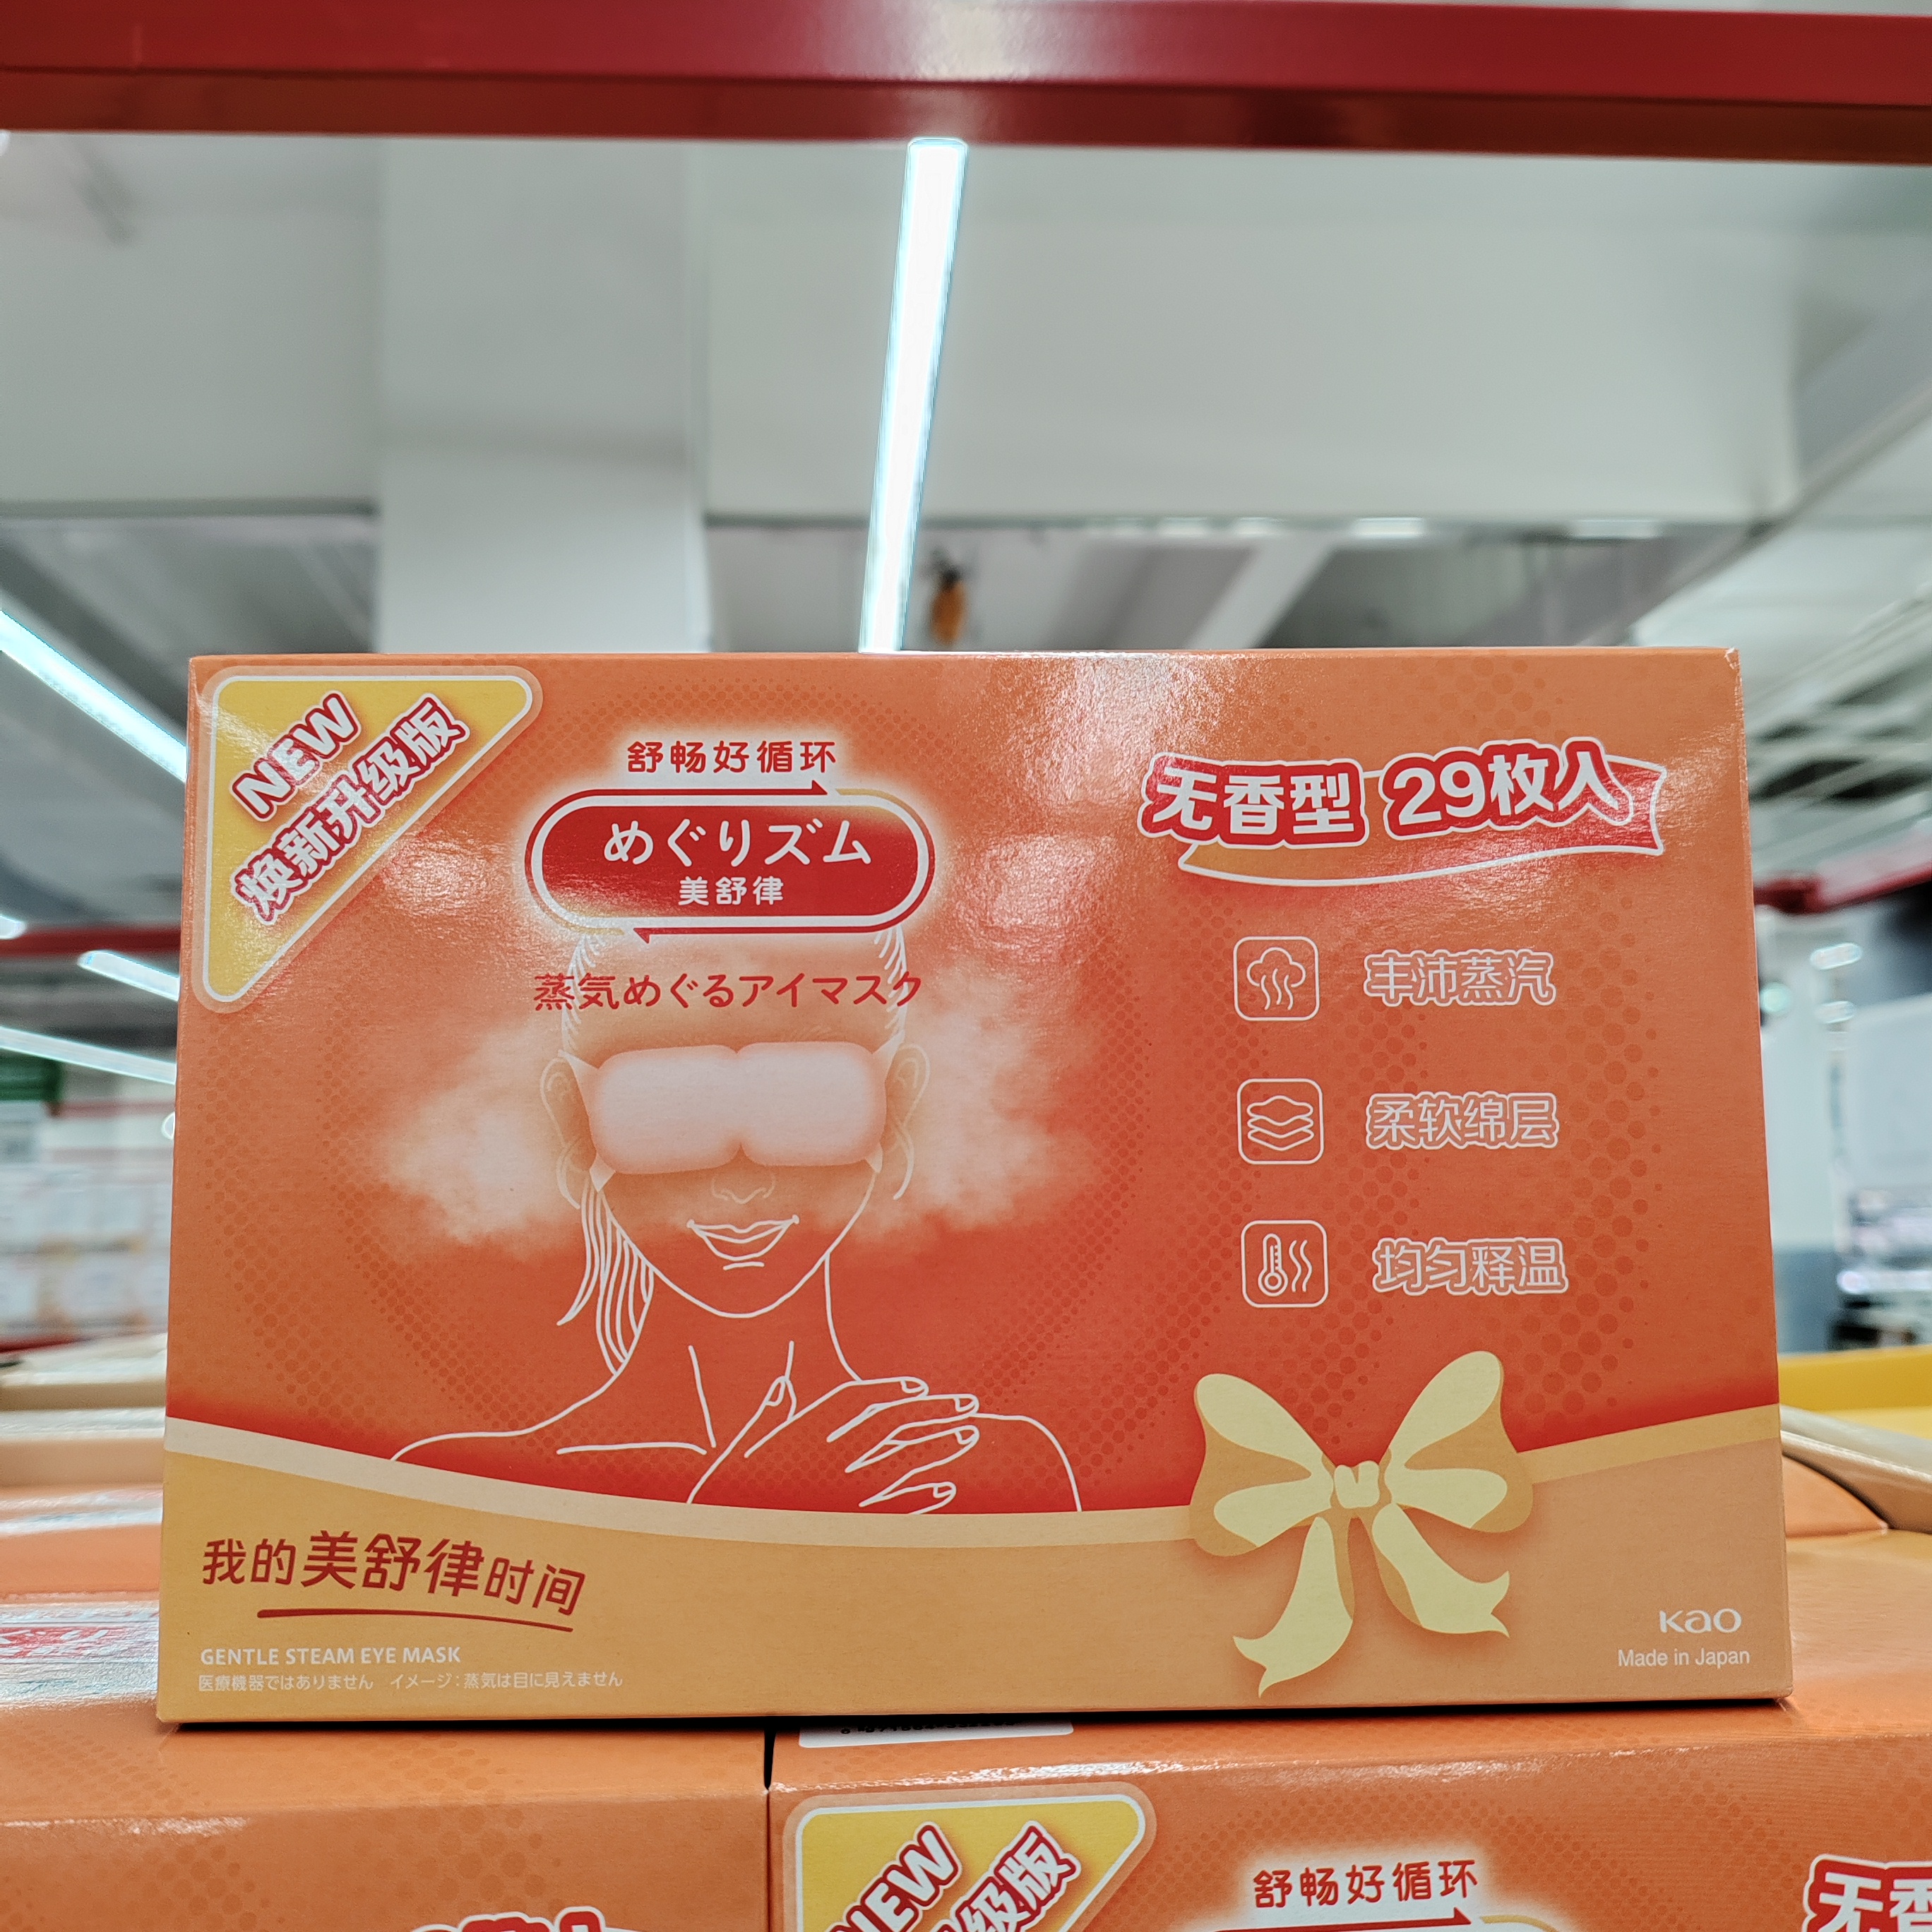 NEW
焕新升级版
舒畅好循环
めぐりズム
美舒律
蒸気めぐるアイマスク
无香型 29枚入
丰沛蒸汽
柔软绵层
均匀释温
我的美舒律时间
GENTLE STEAM EYE MASK
医療機器ではありません イメージ:蒸気は目に見えません
Kao
Made in Japan
NEW
级版
舒畅好循环
无香